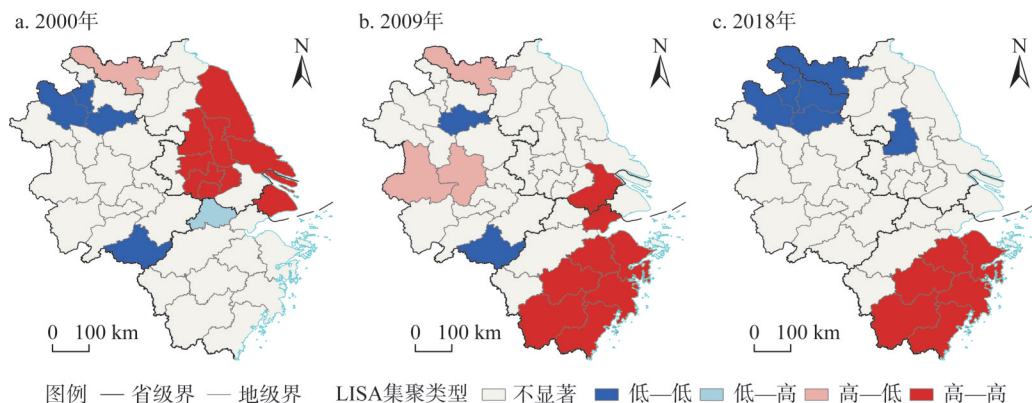 a. 2000年
b. 2009年
c. 2018年
N
N
N
0 100 km
0 100 km
0 100 km
图例 省级界 地级界 LISA集聚类型 不显著 低—低 低—高 高—低 高—高